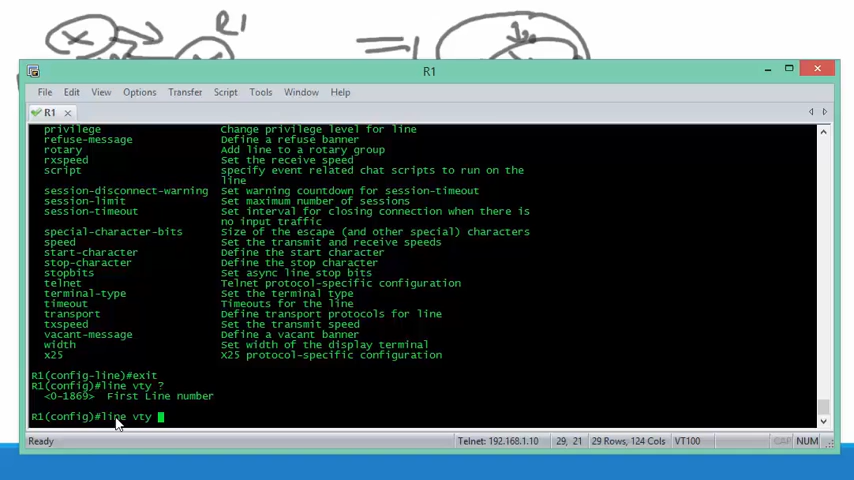 X
R1
R1
File Edit View Options Transfer Script Tools Window Help
R1
privilege Change privilege level for line
refuse-message Define a refuse banner
rotary Add line to a rotary group
rxspeed Set the receive speed
script specify event related chat scripts to run on the
line
session-disconnect-warning Set warning countdown for session-timeout
session-limit Set maximum number of sessions
session-timeout Set interval for closing connection when there is
no input traffic
special-character-bits Size of the escape (and other special) characters
speed Set the transmit and receive speeds
start-character Define the start character
stop-character Define the stop character
stopbits Set async line stop bits
telnet Telnet protocol-specific configuration
terminal-type Set the terminal type
timeout Timeouts for the line
transport Define transport protocols for line
txspeed Set the transmit speed
vacant-message Define a vacant banner
width Set width of the display terminal
x25 X25 protocol-specific configuration
R1(config-line)#exit
R1(config)#line vty ?
<0-1869> First Line number
R1(config)#line vty
Ready Telnet: 192.168.1.10 29, 21 29 Rows, 124 Cols VT100 CAP NUM